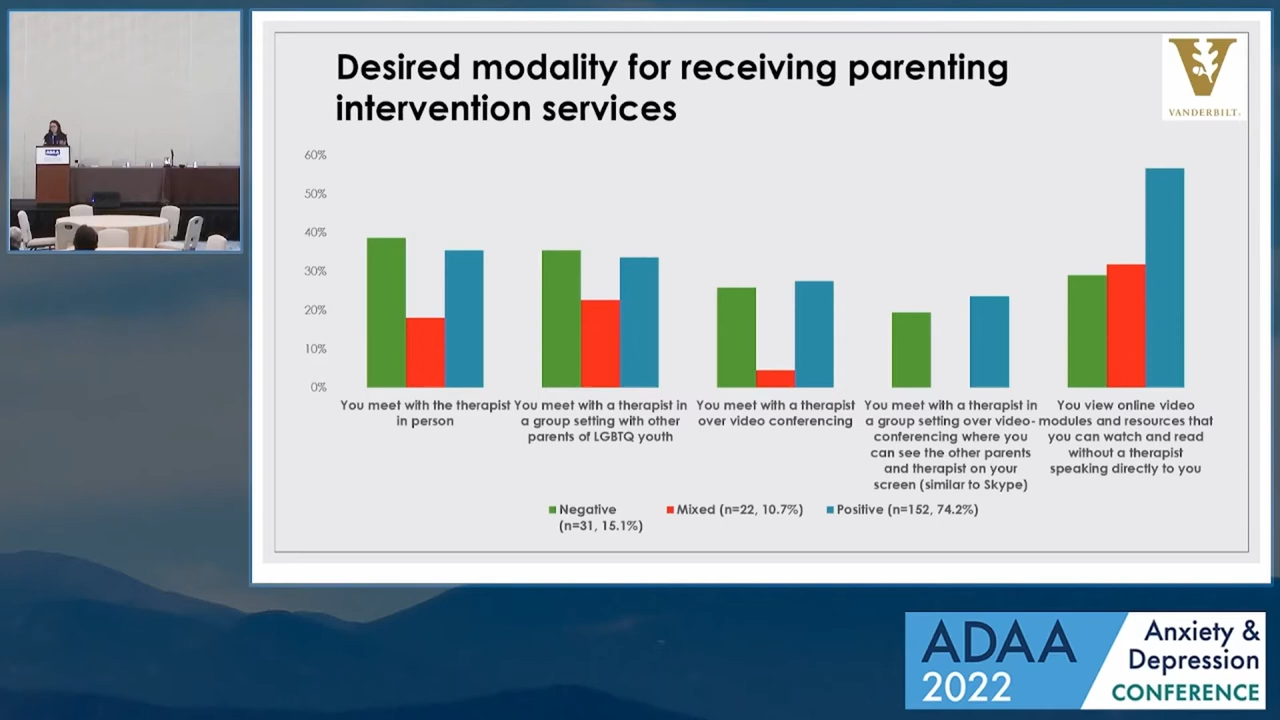 Desired modality for receiving parenting
intervention services
VANDERBILT
60%
50%
40%
30%
20%
10%
0%
You meet with the therapist
in person
You meet with a therapist in
a group setting with other
parents of LGBTQ youth
You meet with a therapist
over video conferencing
You meet with a therapist in
a group setting over video-
conferencing where you
can see the other parents
and therapist on your
screen (similar to Skype)
You view online video
modules and resources that
you can watch and read
without a therapist
speaking directly to you
Negative
(n=31, 15.1%)
Mixed (n=22, 10.7%)
Positive (n=152, 74.2%)
ADAA
ADAA
2022
Anxiety &
Depression
CONFERENCE